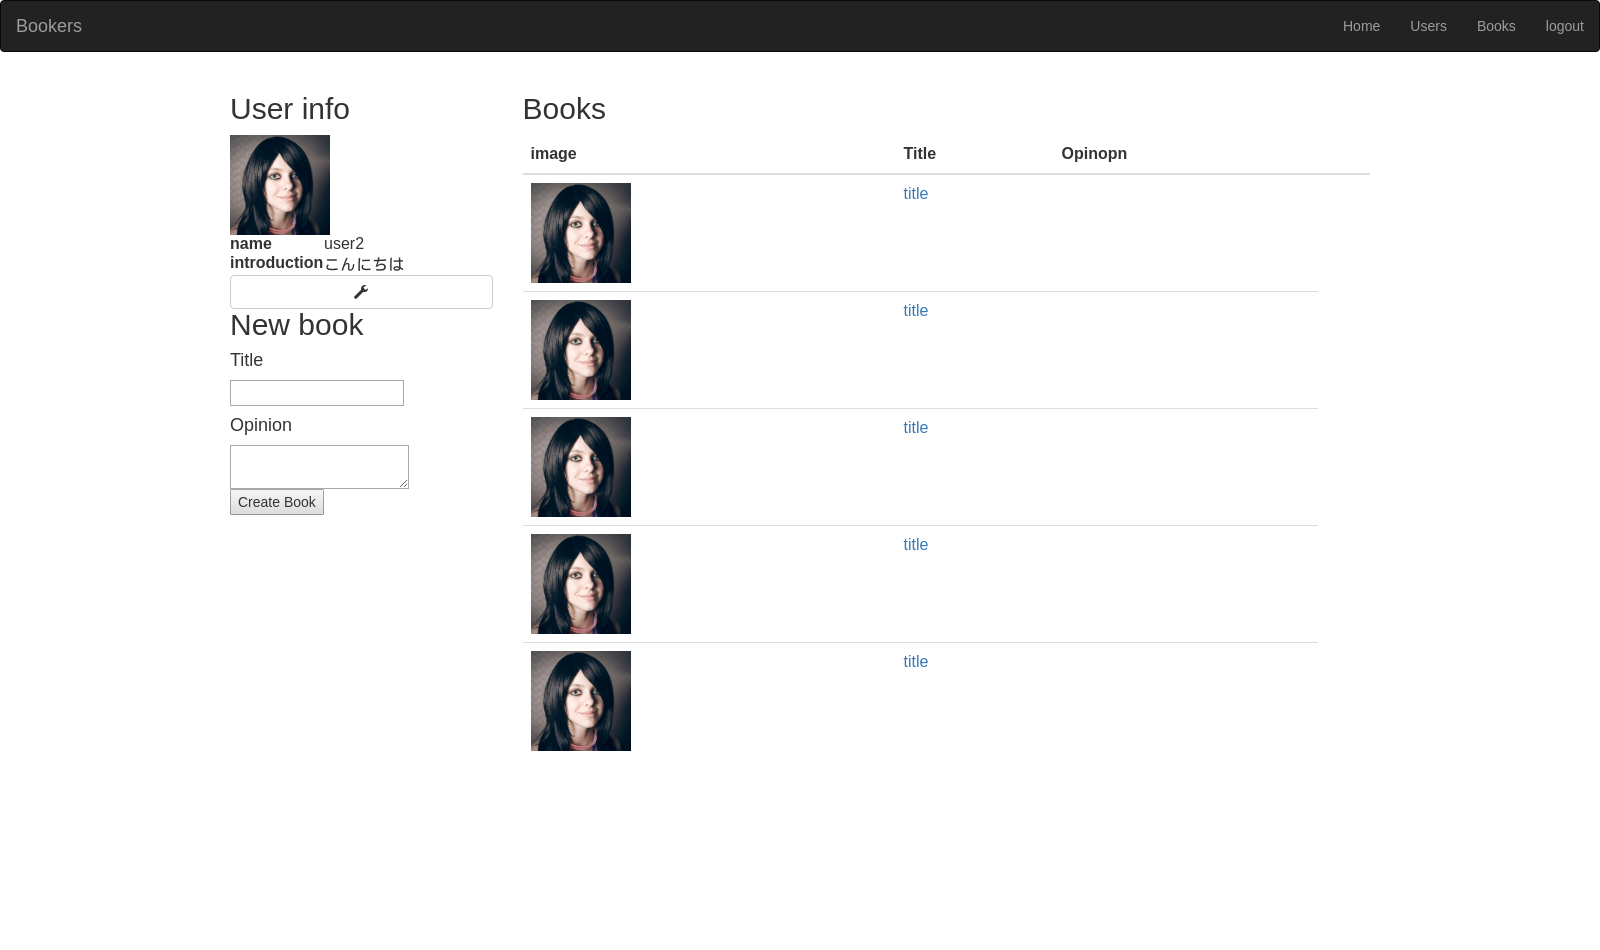 Bookers Home Users Books logout
User info
name user2
introduction こんにちは
New book
Title
Opinion
Create Book
Books
image Title Opinopn
title
title
title
title
title